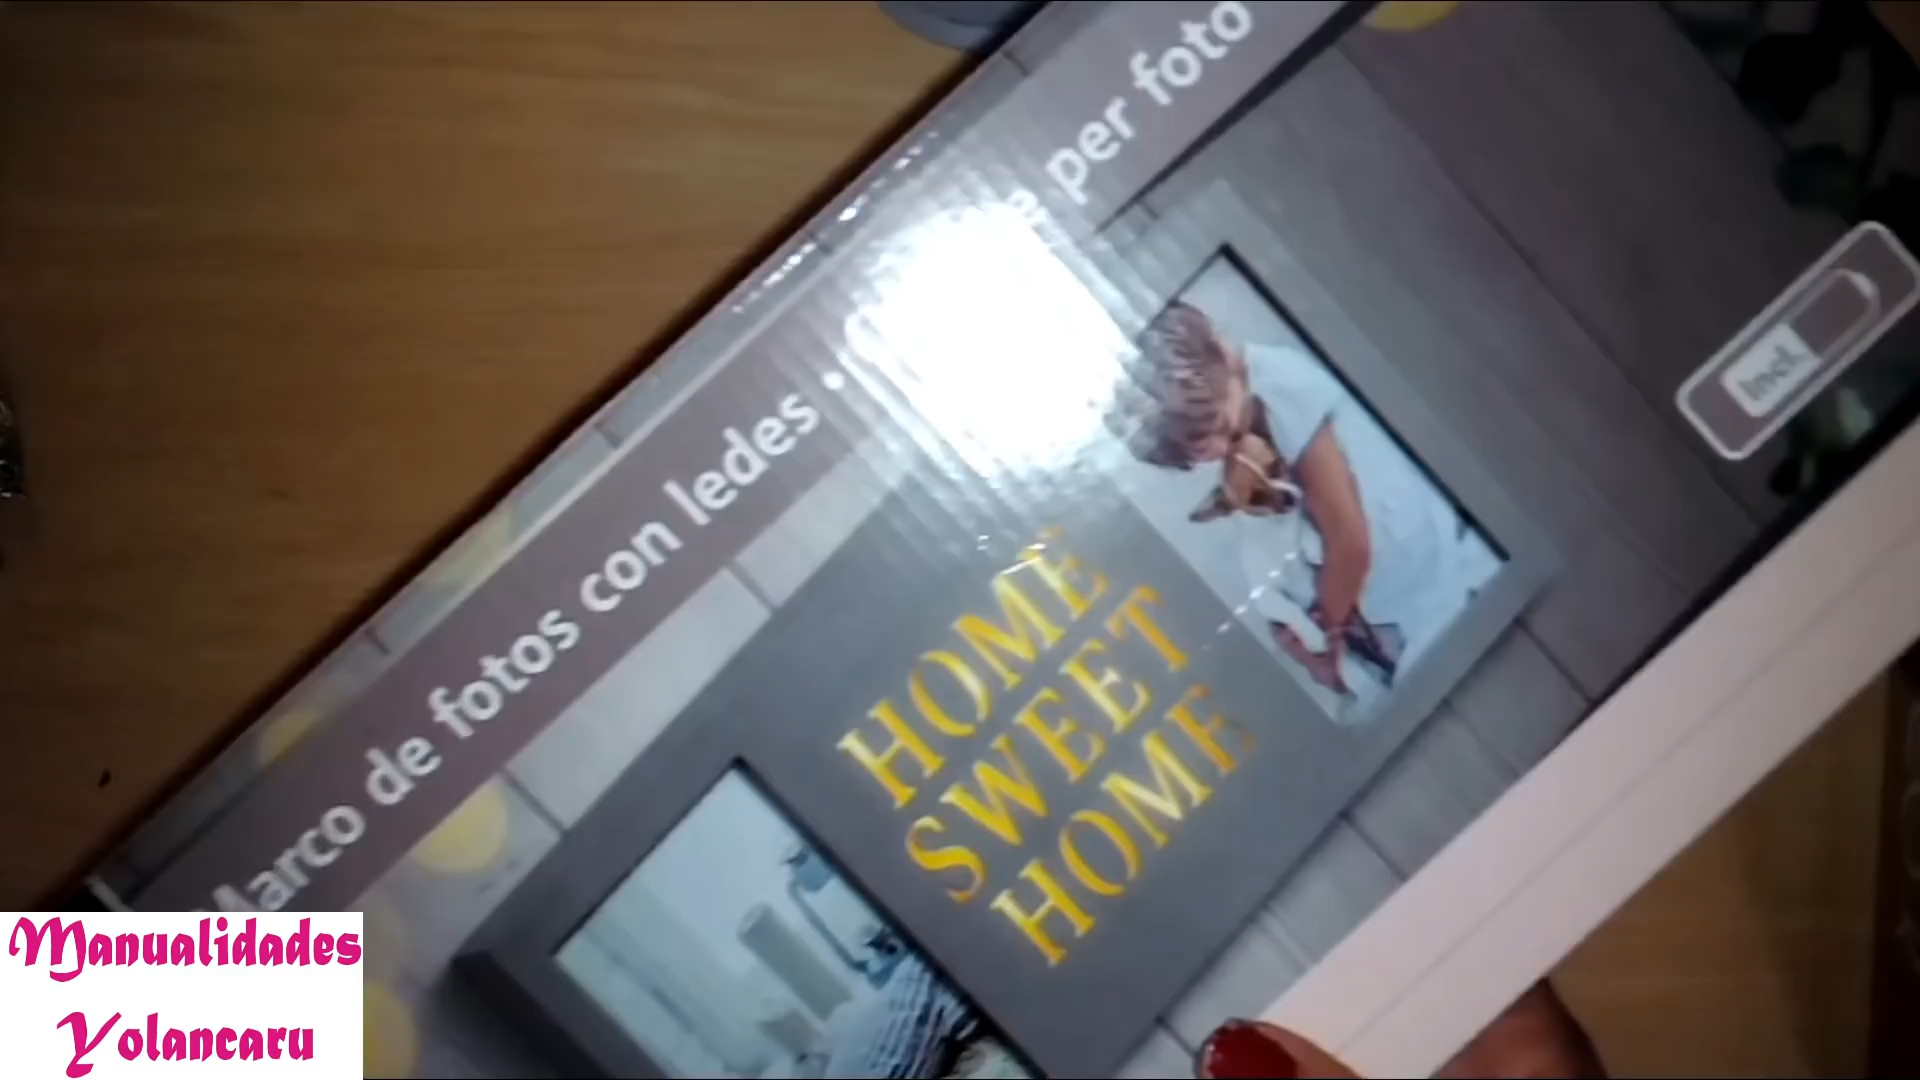 Marco de fotos con ledes • per foto
HOME
SWEET
HOME
Incl.
Manualidades
Yolancaru